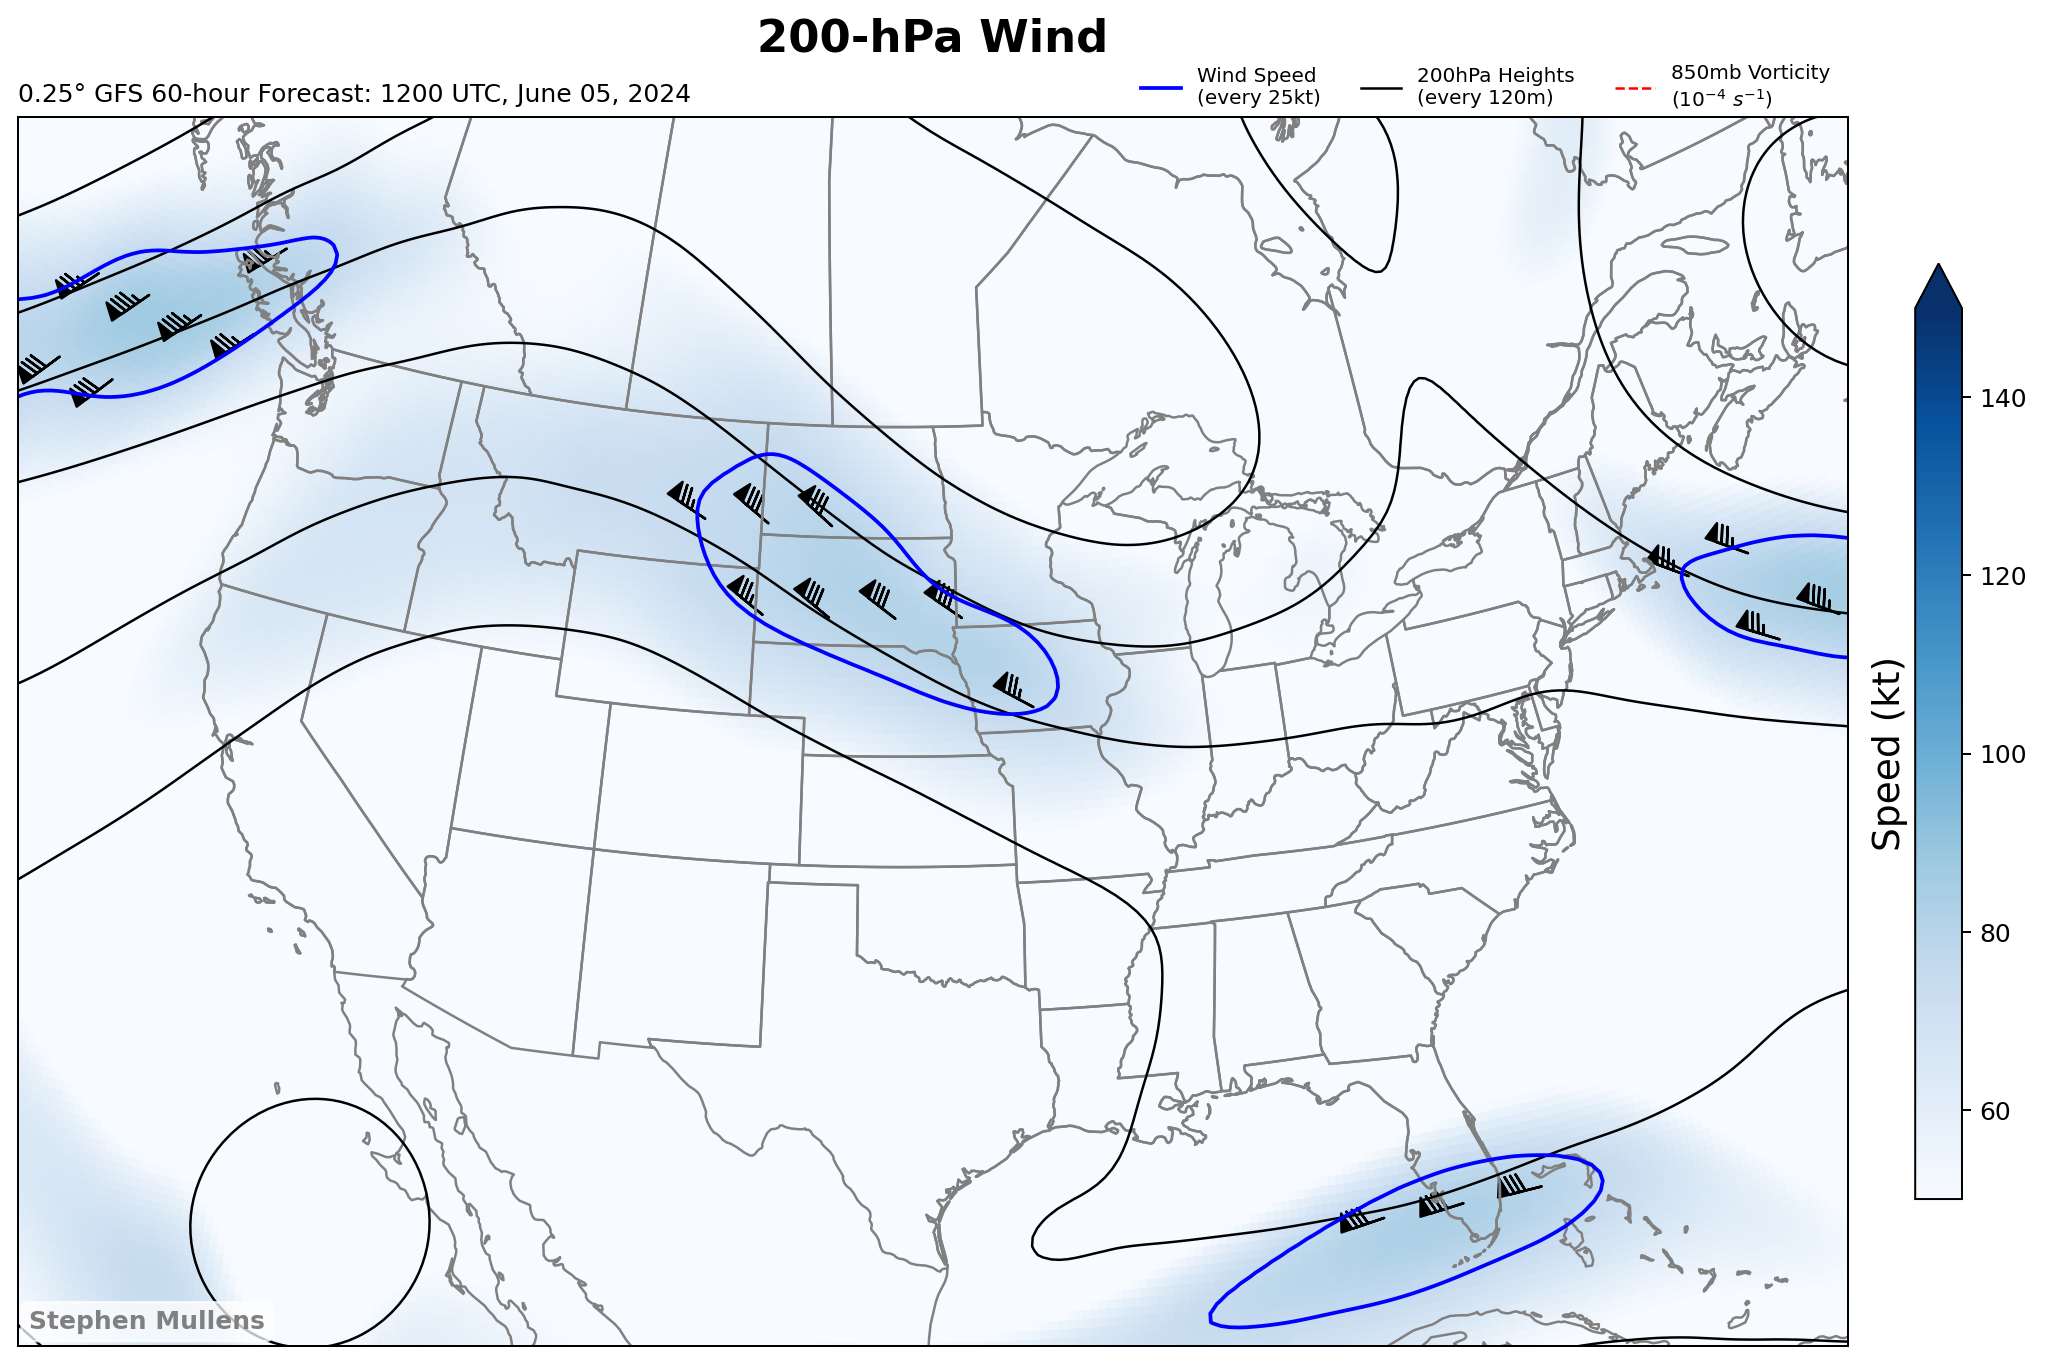 200-hPa Wind
0.25° GFS 60-hour Forecast: 1200 UTC, June 05, 2024
Wind Speed
(every 25kt)
200hPa Heights
(every 120m)
850mb Vorticity
(10⁻⁴ s⁻¹)
140
120
100
80
60
Speed (kt)
Stephen Mullens